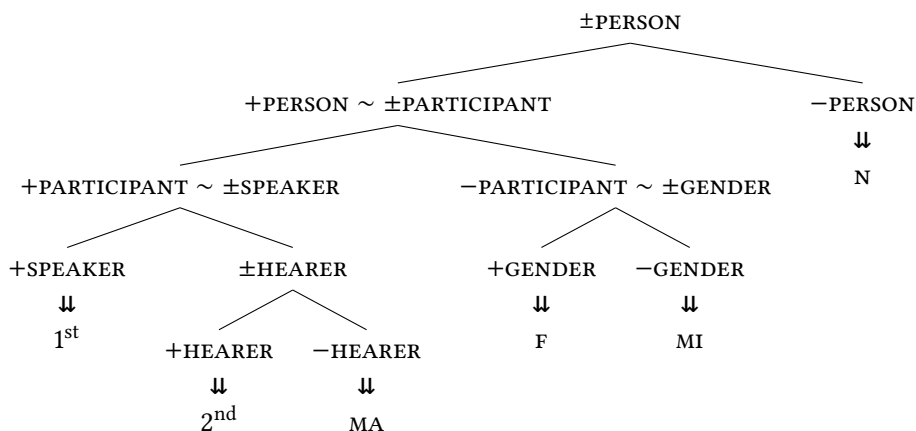 ±PERSON
+PERSON ~ ±PARTICIPANT −PERSON
⇊
+PARTICIPANT ~ ±SPEAKER −PARTICIPANT ~ ±GENDER N
+SPEAKER ±HEARER +GENDER −GENDER
⇊ ⇊ ⇊
1st F MI
+HEARER −HEARER
⇊ ⇊
2nd MA